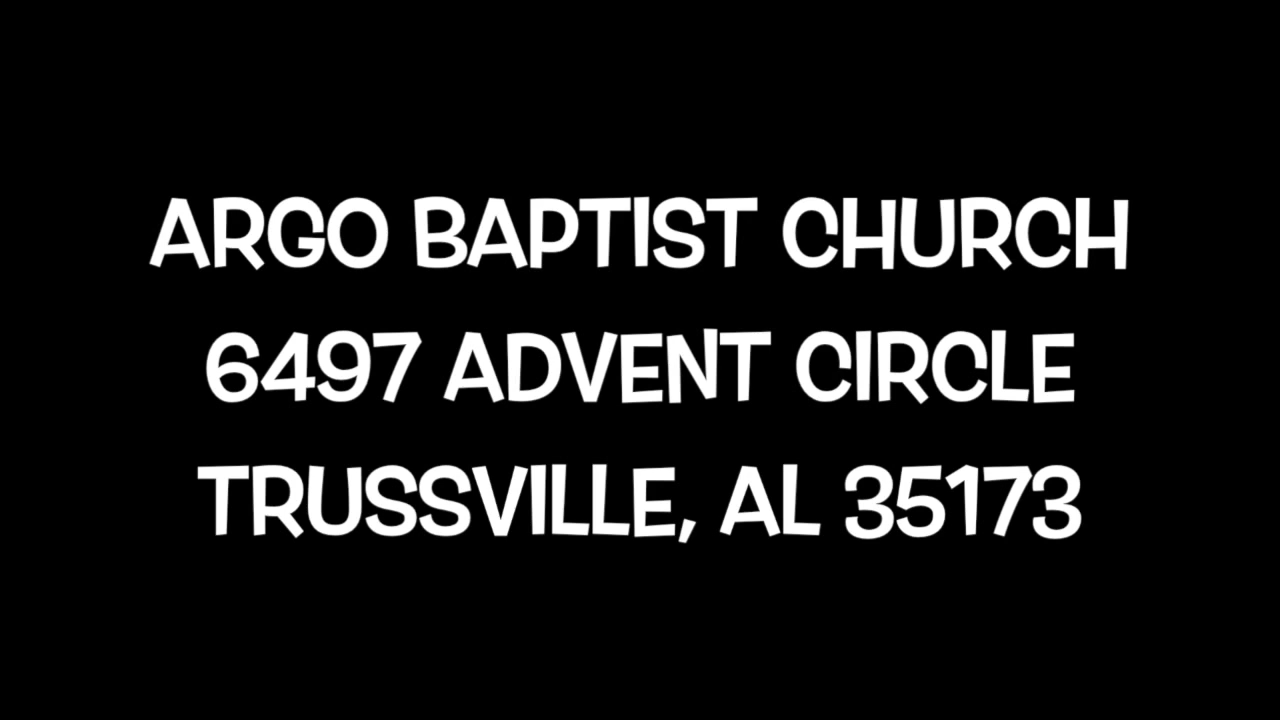 ARGO BAPTIST CHURCH
6497 ADVENT CIRCLE
TRUSSVILLE, AL 35173